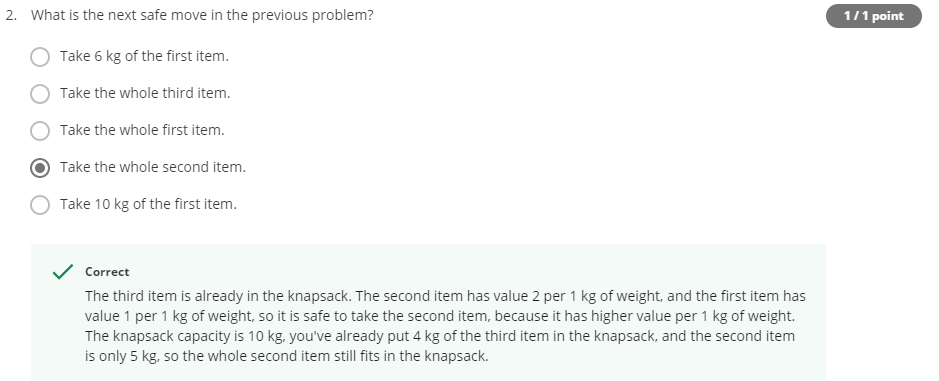 2. What is the next safe move in the previous problem?
1 / 1 point
Take 6 kg of the first item.
Take the whole third item.
Take the whole first item.
Take the whole second item.
Take 10 kg of the first item.
Correct
The third item is already in the knapsack. The second item has value 2 per 1 kg of weight, and the first item has
value 1 per 1 kg of weight, so it is safe to take the second item, because it has higher value per 1 kg of weight.
The knapsack capacity is 10 kg, you've already put 4 kg of the third item in the knapsack, and the second item
is only 5 kg, so the whole second item still fits in the knapsack.